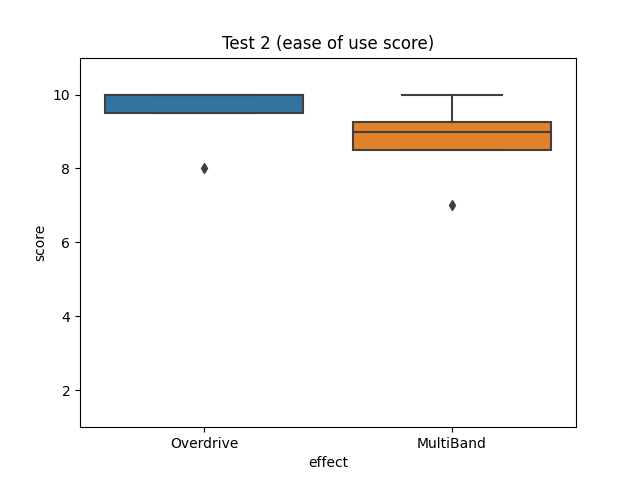 Test 2 (ease of use score)
10
8
6
4
2
score
Overdrive
MultiBand
effect